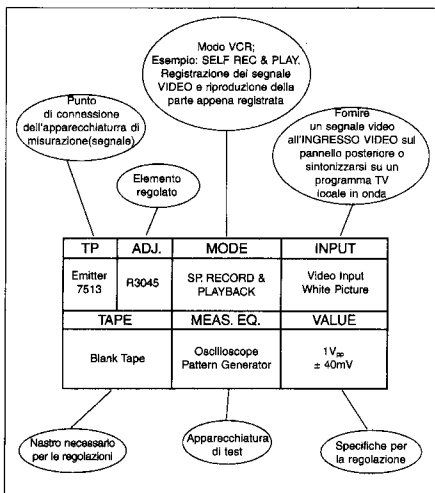 Modo VCR;
Esempio: SELF REC & PLAY.
Registrazione del segnale
VIDEO e riproduzione della
parte appena registrata
Punto
di connessione
dell'apparecchiaturra di
misurazione(segnale)
Fornire
un segnale video
all'INGRESSO VIDEO sul
pannello posteriore o
sintonizzarsi su un
programma TV
locale in onda
Elemento
regolato
TP ADJ. MODE INPUT
Emitter
7513
R3045
SP. RECORD &
PLAYBACK
Video Input
White Picture
TAPE MEAS. EQ. VALUE
Blank Tape
Oscilloscope
Pattern Generator
1Vpp
± 40mV
Nastro necessario
per le regolazioni
Apparecchiatura
di test
Specifiche per
la regolazione